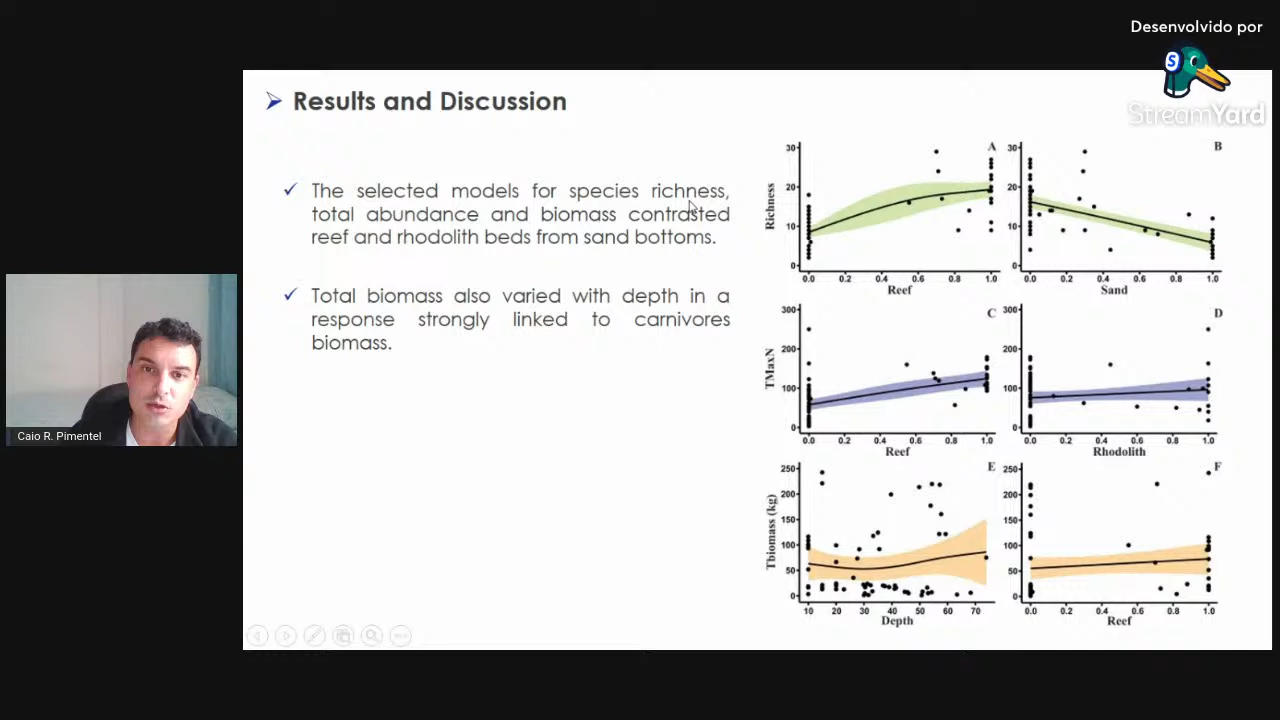 Desenvolvido por
S
StreamYard
Results and Discussion
The selected models for species richness,
total abundance and biomass contrasted
reef and rhodolith beds from sand bottoms.
Total biomass also varied with depth in a
response strongly linked to carnivores
biomass.
Caio R. Pimentel
A
30
20
10
0
Richness
0.0 0.2 0.4 0.6 0.8 1.0
Reef
B
30
20
10
0
0.0 0.2 0.4 0.6 0.8 1.0
Sand
C
300
200
100
0
TMaxN
0.0 0.2 0.4 0.6 0.8 1.0
Reef
D
300
200
100
0
0.0 0.2 0.4 0.6 0.8 1.0
Rhodolith
E
250
200
150
100
50
0
Tbiomass (kg)
10 20 30 40 50 60 70
Depth
F
250
200
150
100
50
0
0.0 0.2 0.4 0.6 0.8 1.0
Reef